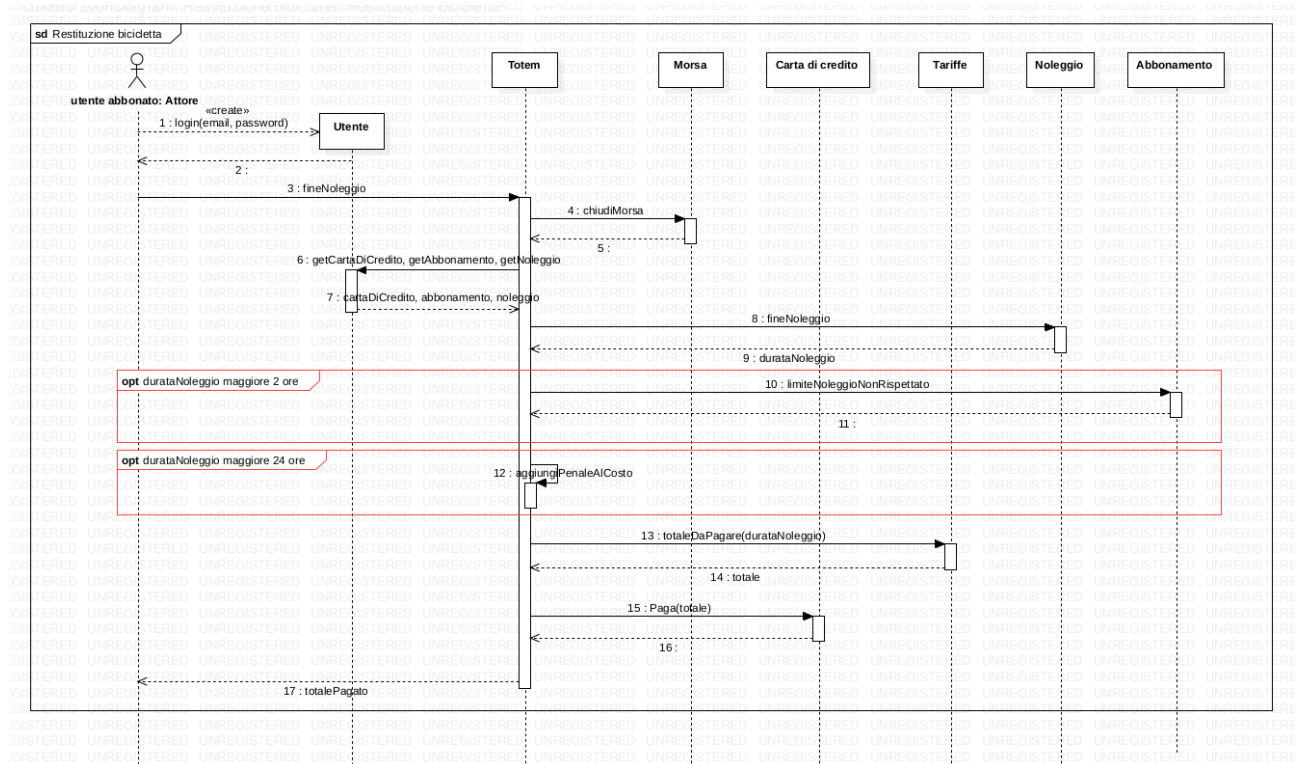 sd Restituzione bicicletta
Totem
Morsa
Carta di credito
Tariffe
Noleggio
Abbonamento
utente abbonato: Attore
«create»
1 : login(email, password)
Utente
2 :
3 : fineNoleggio
4 : chiudiMorsa
5 :
6 : getCartaDiCredito, getAbbonamento, getNoleggio
7 : cartaDiCredito, abbonamento, noleggio
8 : fineNoleggio
9 : durataNoleggio
opt durataNoleggio maggiore 2 ore
10 : limiteNoleggioNonRispettato
11 :
opt durataNoleggio maggiore 24 ore
12 : aggiungiPenaleAlCosto
13 : totaleDaPagare(durataNoleggio)
14 : totale
15 : Paga(totale)
16 :
17 : totalePagato
UNREGISTERED